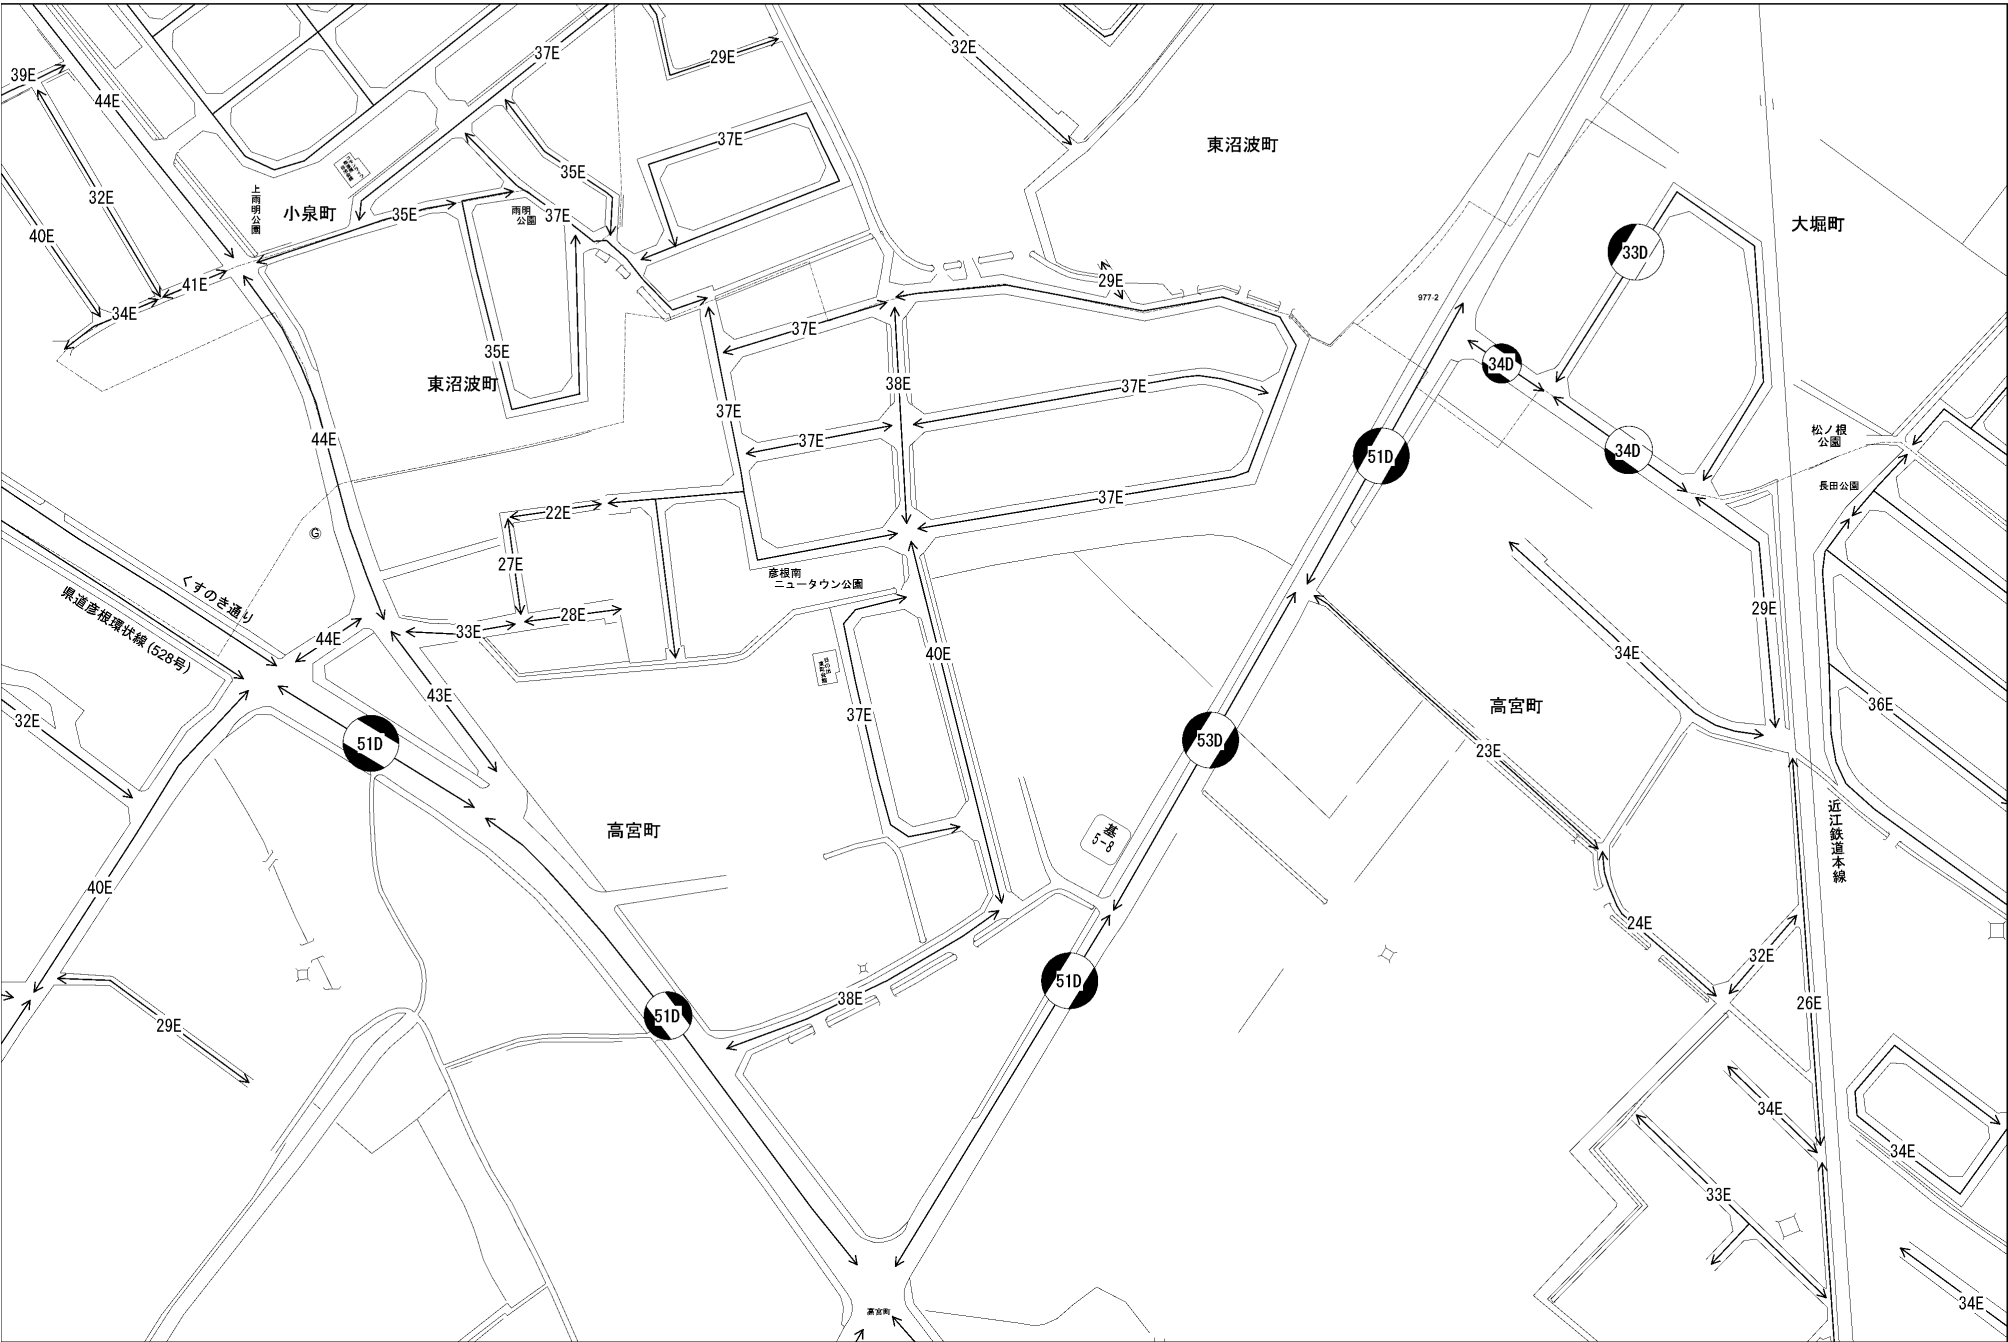 39E
44E
37E
29E
32E
37E
東沼波町
35E
32E
上雨明公園
小泉町
35E
雨明
公園
37E
40E
大堀町
33D
41E
34E
29E
977-2
37E
35E
東沼波町
38E
37E
37E
34D
37E
44E
37E
51D
34D
松ノ根
公園
長田公園
37E
22E
G
27E
彦根南
ニュータウン公園
くすのき通り
県道彦根環状線(528号)
28E
29E
44E
33E
40E
34E
43E
32E
37E
高宮町
36E
51D
53D
23E
高宮町
基
5-8
近江鉄道本線
40E
24E
32E
51D
38E
51D
26E
29E
34E
34E
33E
34E
高宮町